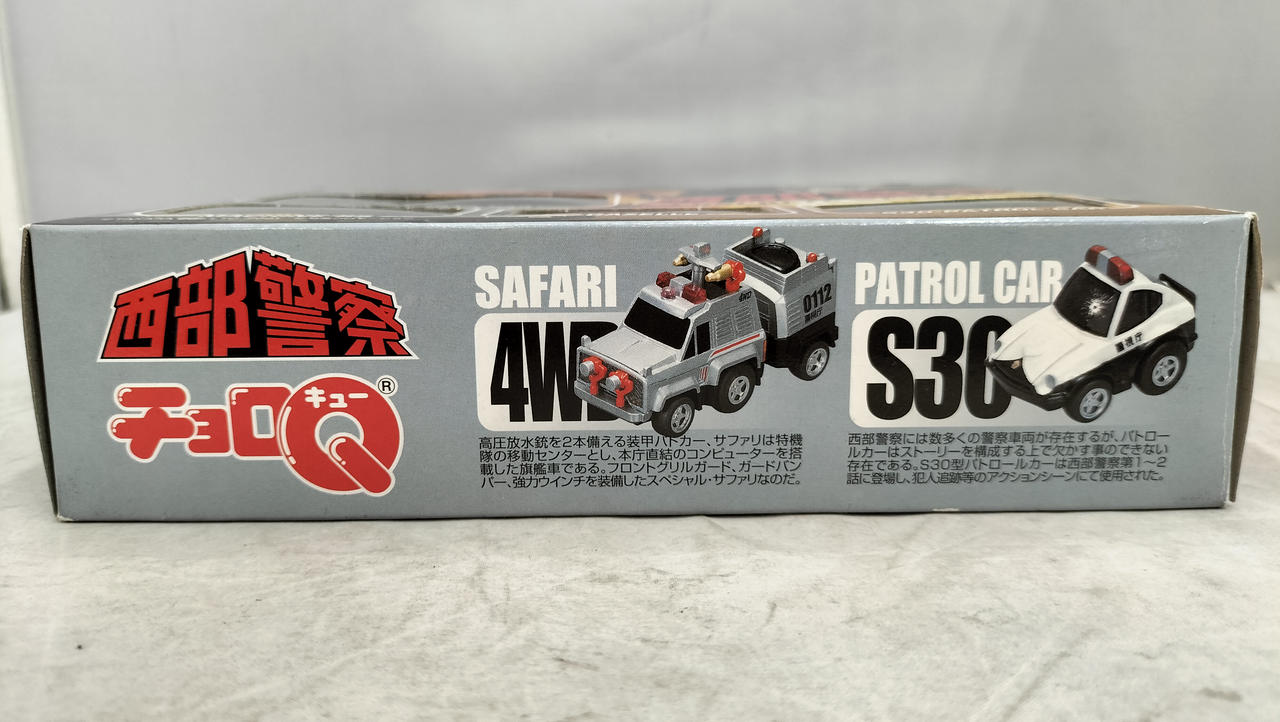 西部警察
チョロQ
キュー
®
SAFARI
4WD
4WD
0112
警視庁
高圧放水銃を2本備える装甲パトカー、サファリは特機
隊の移動センターとし、本庁直結のコンピューターを搭
載した旗艦車である。フロントグリルガード、ガードバン
パー、強力ウインチを装備したスペシャル・サファリなのだ。
PATROL CAR
S30
警視庁
西部警察には数多くの警察車両が存在するが、パトロー
ルカーはストーリーを構成する上で欠かす事のできない
存在である。S30型パトロールカーは西部警察第1～2
話に登場し、犯人追跡等のアクションシーンにて使用された。